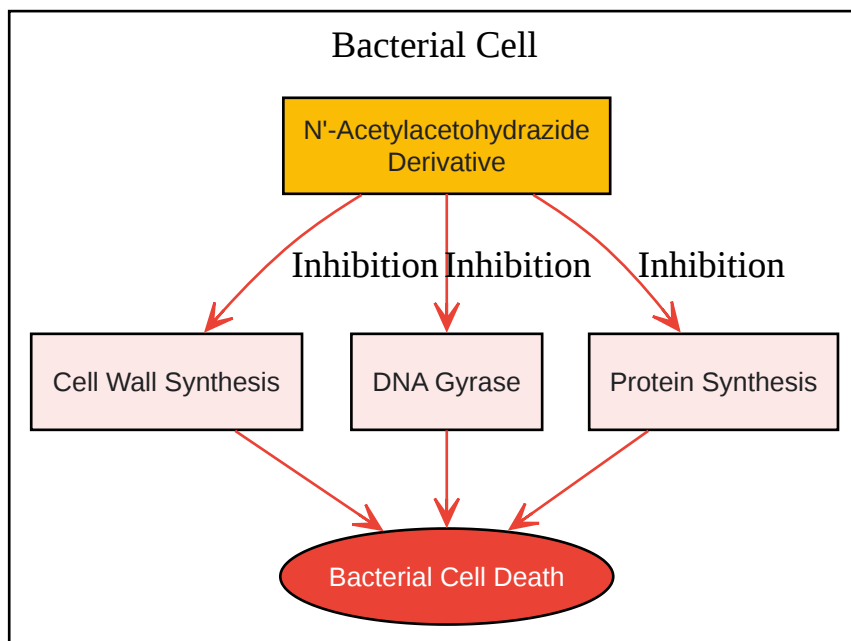 Bacterial Cell
N'-Acetylacetohydrazide
Derivative
Inhibition Inhibition Inhibition
Cell Wall Synthesis DNA Gyrase Protein Synthesis
Bacterial Cell Death